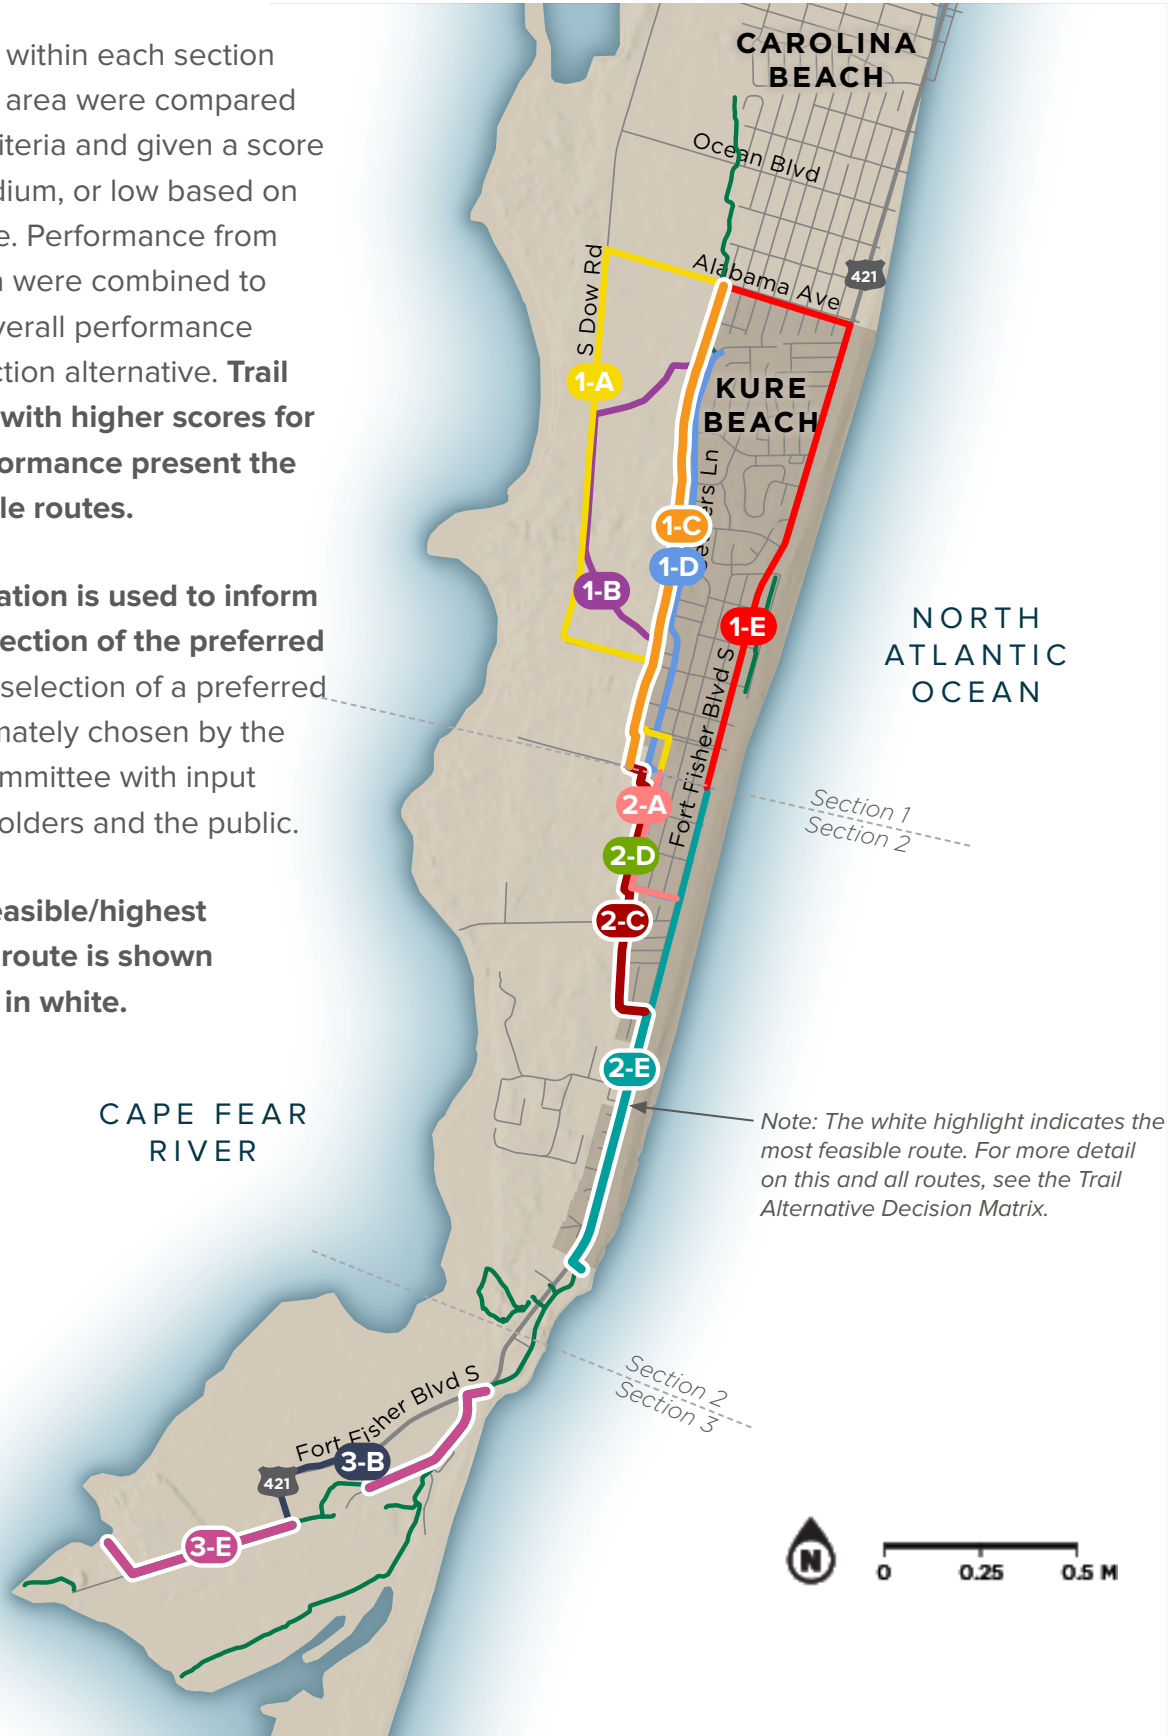 within each section
area were compared
iteria and given a score
dium, or low based on
e. Performance from
were combined to
verall performance
ction alternative. Trail
with higher scores for
ormance present the
le routes.
ation is used to inform
ection of the preferred
selection of a preferred
mately chosen by the
mmittee with input
olders and the public.
easible/highest
route is shown
in white.
CAROLINA
BEACH
Ocean Blvd
S Dow Rd
Alabama Ave
421
1-A
KURE
BEACH
1-C
1-D
1-B
1-E
Fort Fisher Blvd S
NORTH
ATLANTIC
OCEAN
Section 1
Section 2
2-A
2-D
2-C
2-E
CAPE FEAR
RIVER
Note: The white highlight indicates the
most feasible route. For more detail
on this and all routes, see the Trail
Alternative Decision Matrix.
Section 2
Section 3
Fort Fisher Blvd S
3-B
421
3-E
N
0 0.25 0.5 M